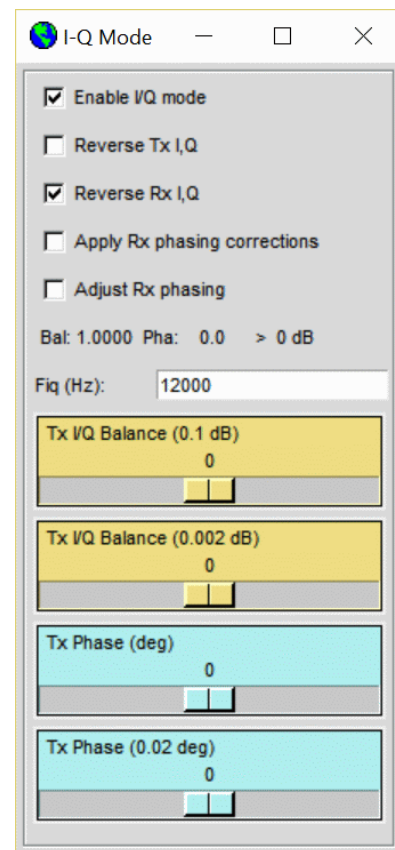 I-Q Mode
Enable I/Q mode
Reverse Tx I,Q
Reverse Rx I,Q
Apply Rx phasing corrections
Adjust Rx phasing
Bal: 1.0000 Pha: 0.0 > 0 dB
Fiq (Hz): 12000
Tx I/Q Balance (0.1 dB)
0
Tx I/Q Balance (0.002 dB)
0
Tx Phase (deg)
0
Tx Phase (0.02 deg)
0